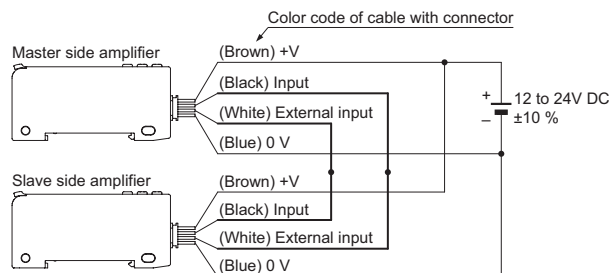 Color code of cable with connector
Master side amplifier
(Brown) +V
(Black) Input
(White) External input
(Blue) 0 V
+
–
12 to 24V DC
±10 %
Slave side amplifier
(Brown) +V
(Black) Input
(White) External input
(Blue) 0 V